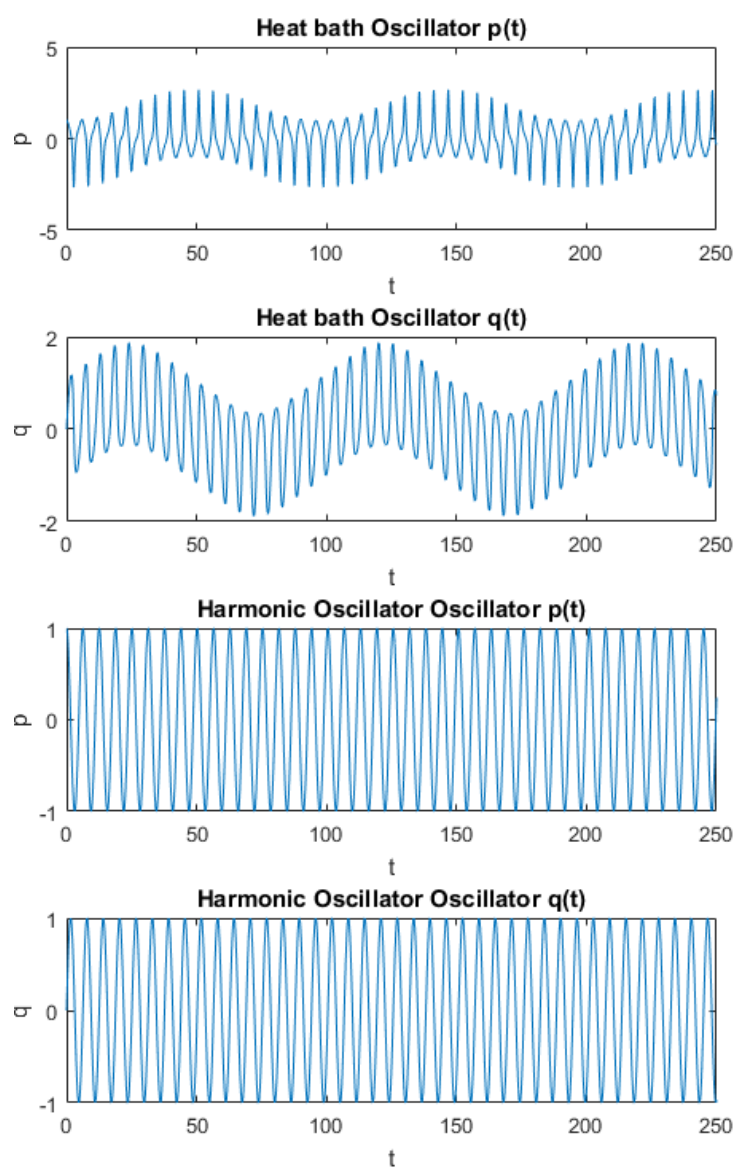 Heat bath Oscillator p(t)
5
0
-5
p
0 50 100 150 200 250
t
Heat bath Oscillator q(t)
2
0
-2
q
0 50 100 150 200 250
t
Harmonic Oscillator Oscillator p(t)
1
0
-1
p
0 50 100 150 200 250
t
Harmonic Oscillator Oscillator q(t)
1
0
-1
q
0 50 100 150 200 250
t